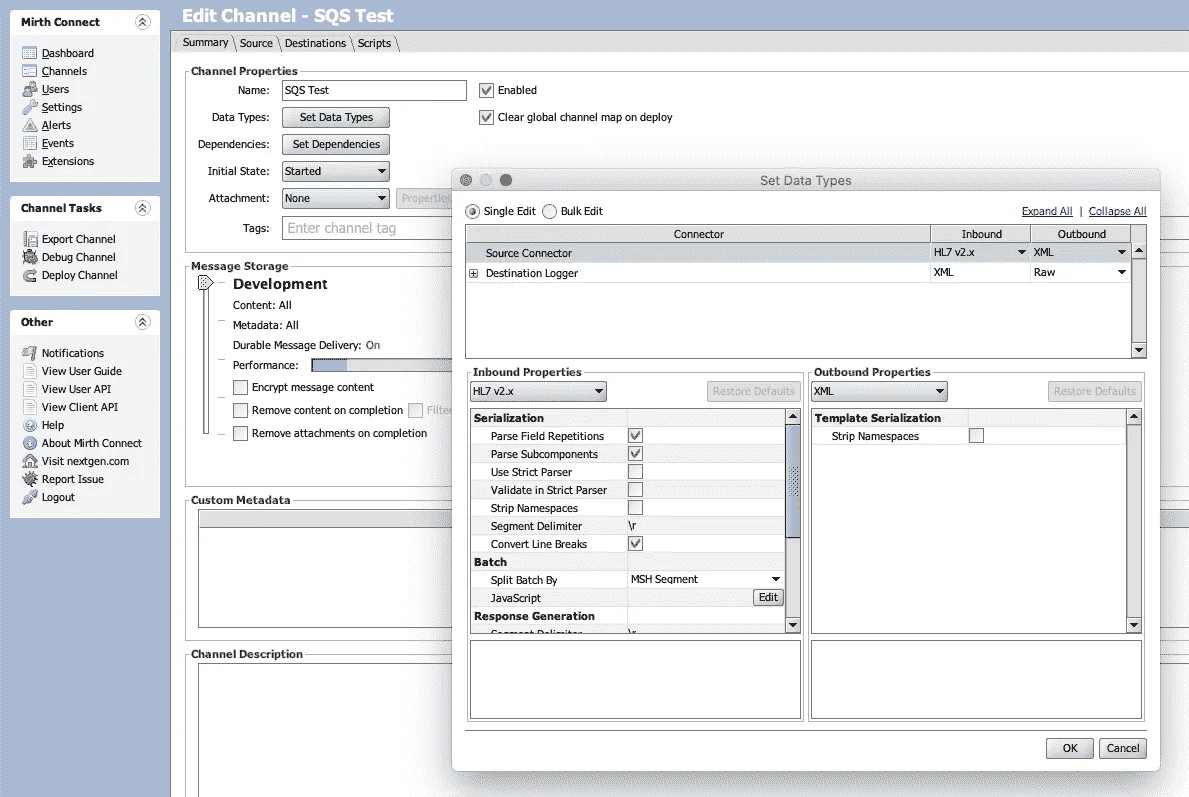 Mirth Connect
Dashboard
Channels
Users
Settings
Alerts
Events
Extensions
Channel Tasks
Export Channel
Debug Channel
Deploy Channel
Other
Notifications
View User Guide
View User API
View Client API
Help
About Mirth Connect
Visit nextgen.com
Report Issue
Logout
Edit Channel - SQS Test
Summary Source Destinations Scripts
Channel Properties
Name: SQS Test Enabled
Data Types: Set Data Types Clear global channel map on deploy
Dependencies: Set Dependencies
Initial State: Started
Attachment: None Properties
Tags: Enter channel tag
Message Storage
Development
Content: All
Metadata: All
Durable Message Delivery: On
Performance:
Encrypt message content
Remove content on completion Filter
Remove attachments on completion
Custom Metadata
Channel Description
Set Data Types
Single Edit Bulk Edit Expand All | Collapse All
Connector Inbound Outbound
Source Connector HL7 v2.x XML
Destination Logger XML Raw
Inbound Properties
HL7 v2.x Restore Defaults
Serialization
Parse Field Repetitions
Parse Subcomponents
Use Strict Parser
Validate in Strict Parser
Strip Namespaces
Segment Delimiter \r
Convert Line Breaks
Batch
Split Batch By MSH Segment
JavaScript Edit
Response Generation
Segment Delimiter \r
Outbound Properties
XML Restore Defaults
Template Serialization
Strip Namespaces
OK Cancel